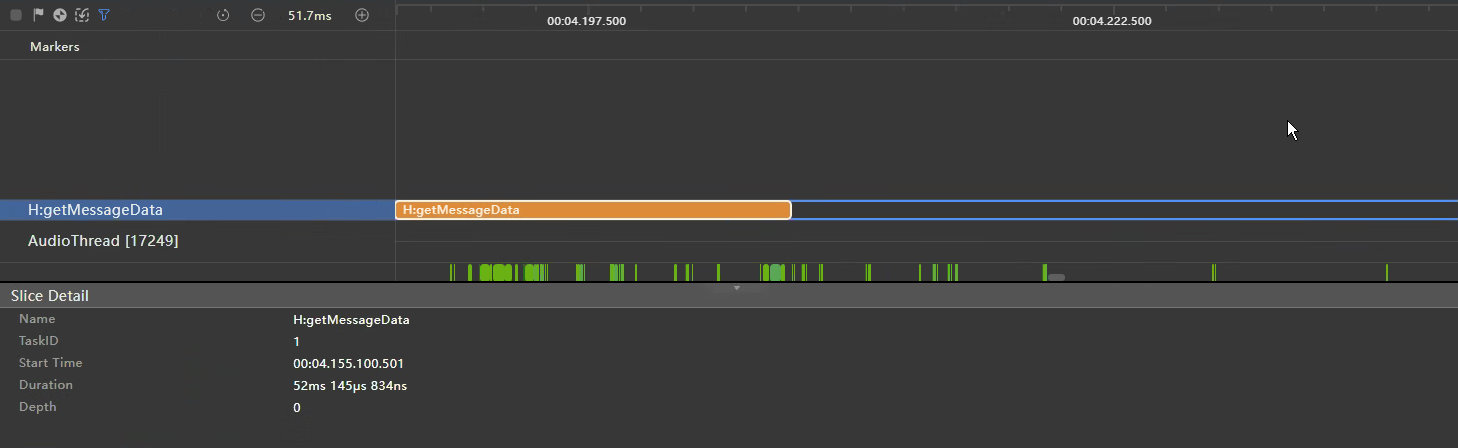 51.7ms
00:04.197.500 00:04.222.500
Markers
H:getMessageData H:getMessageData
AudioThread [17249]
Slice Detail
Name H:getMessageData
TaskID 1
Start Time 00:04.155.100.501
Duration 52ms 145μs 834ns
Depth 0